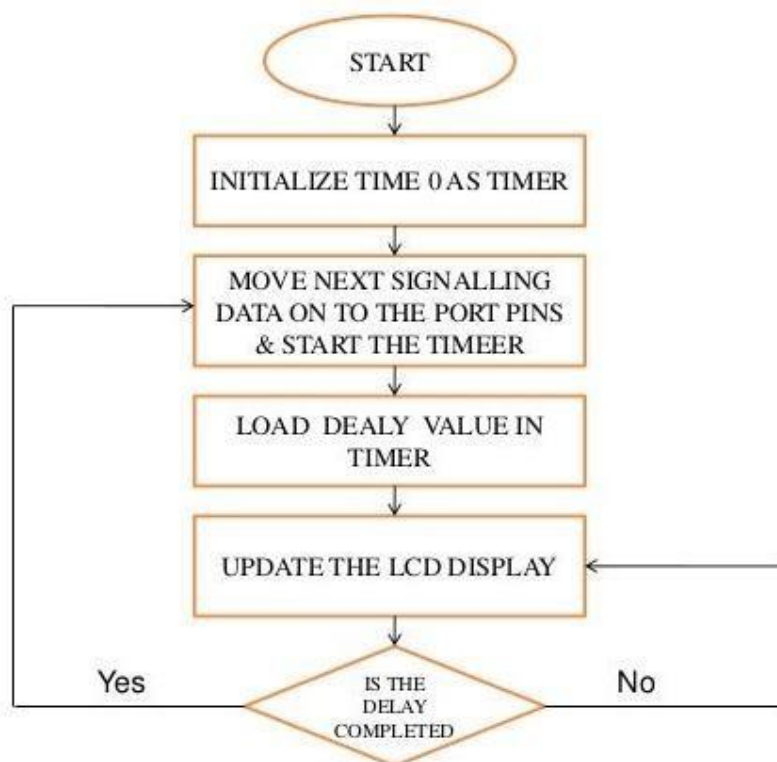 START
INITIALIZE TIME 0 AS TIMER
MOVE NEXT SIGNALLING
DATA ON TO THE PORT PINS
& START THE TIMEER
LOAD DEALY VALUE IN
TIMER
UPDATE THE LCD DISPLAY
Yes
IS THE
DELAY
COMPLETED
No